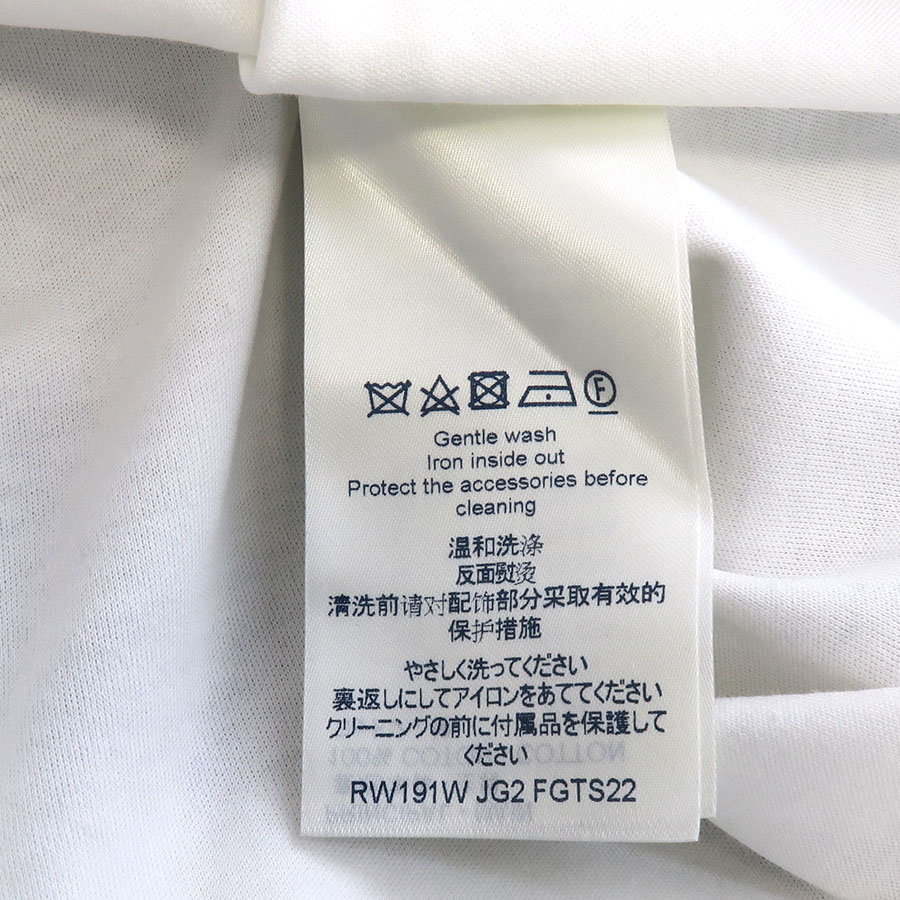 F
Gentle wash
Iron inside out
Protect the accessories before
cleaning
温和洗涤
反面熨烫
清洗前请对配饰部分采取有效的
保护措施
やさしく洗ってください
裏返しにしてアイロンをあててください
クリーニングの前に付属品を保護して
ください
RW191W JG2 FGTS22